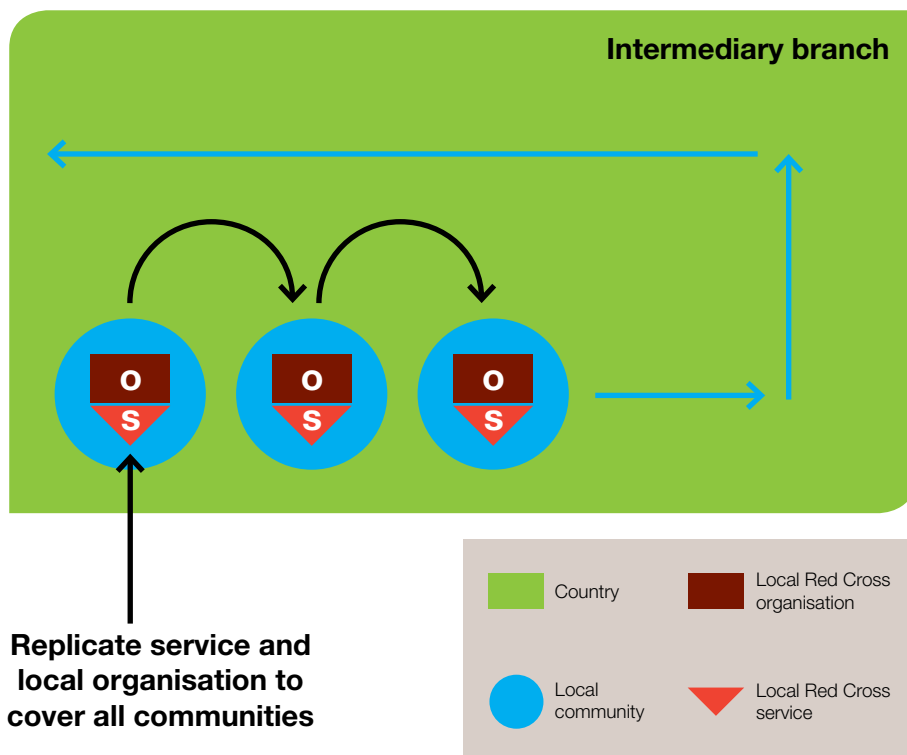 Intermediary branch
O
S
O
S
O
S
Replicate service and
local organisation to
cover all communities
Country
Local Red Cross
organisation
Local
community
Local Red Cross
service